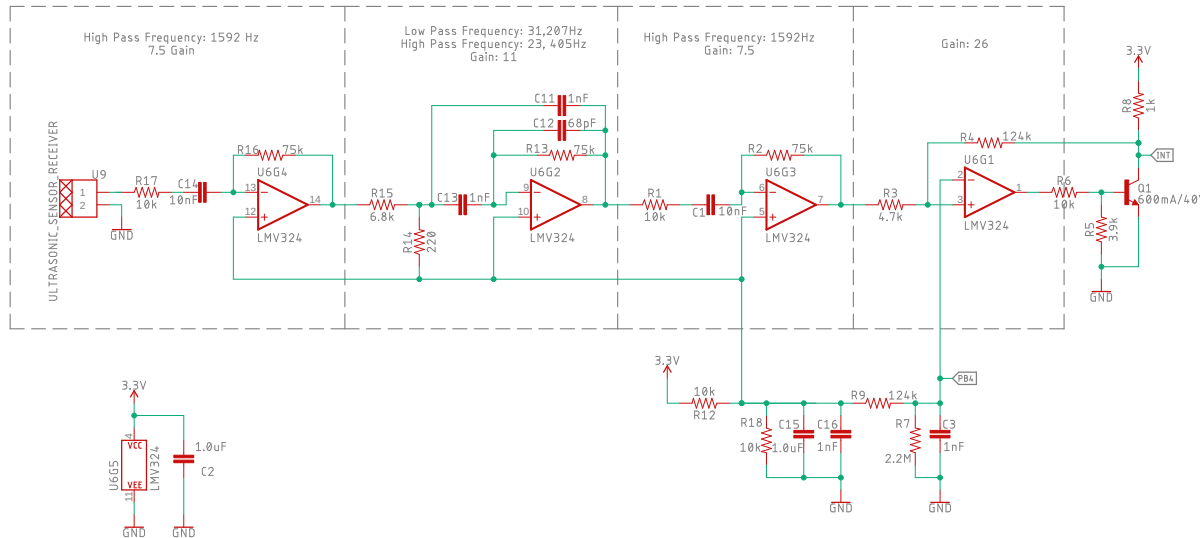 High Pass Frequency: 1592 Hz
7.5 Gain
Low Pass Frequency: 31,207Hz
High Pass Frequency: 23, 405Hz
Gain: 11
High Pass Frequency: 1592Hz
Gain: 7.5
Gain: 26
3.3V
R8
1k
INT
C11 1nF
C12 68pF
R13 75k
R16 75k
R2 75k
R4 124k
ULTRASONIC_SENSOR_RECEIVER
U9
1
2
GND
R17
10k
C14
10nF
U6G4
13
12
14
LMV324
R15
6.8k
R14
220
C13 1nF
U6G2
9
10
8
LMV324
R1
10k
C1
10nF
U6G3
6
5
7
LMV324
R3
4.7k
U6G1
2
3
1
LMV324
R6
10k
R5
3.9k
Q1
600mA/40V
GND
3.3V
10k
R12
R18
10k
C15
1.0uF
C16
1nF
R9 124k
R7
2.2M
C3
1nF
PB4
GND
GND
3.3V
4
VCC
VEE
11
U6G5
LMV324
1.0uF
C2
GND
GND